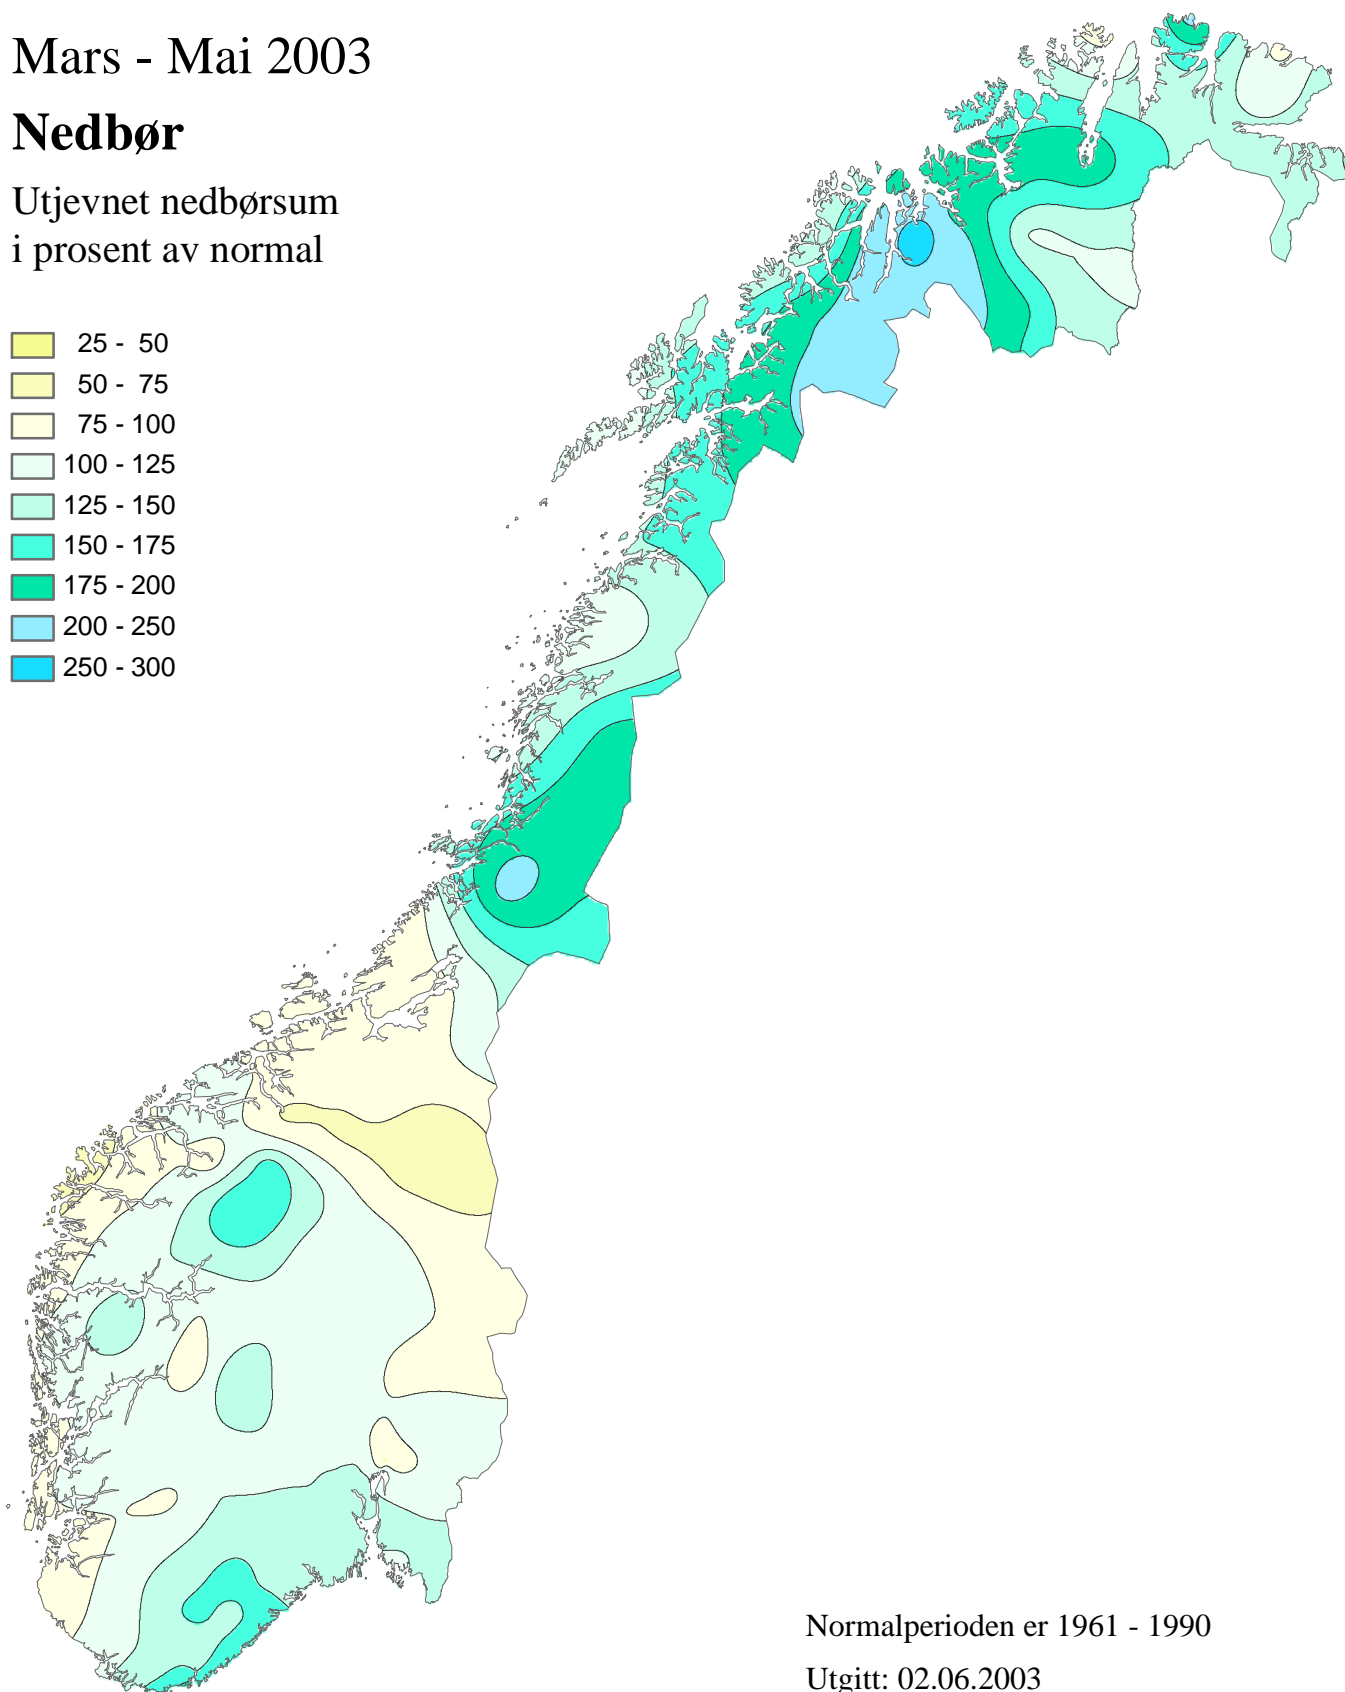 Mars - Mai 2003
Nedbør
Utjevnet nedbørsum
i prosent av normal
25 - 50
50 - 75
75 - 100
100 - 125
125 - 150
150 - 175
175 - 200
200 - 250
250 - 300
Normalperioden er 1961 - 1990
Utgitt: 02.06.2003